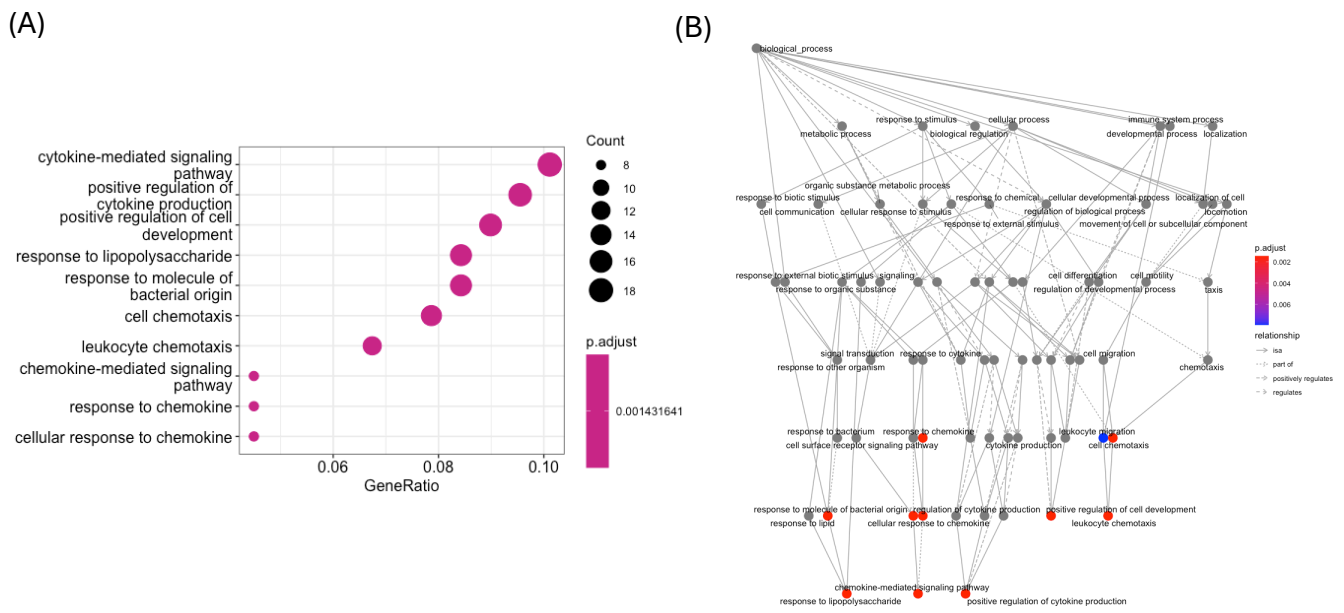 (A)
cytokine-mediated signaling
pathway
positive regulation of
cytokine production
positive regulation of cell
development
response to lipopolysaccharide
response to molecule of
bacterial origin
cell chemotaxis
leukocyte chemotaxis
chemokine-mediated signaling
pathway
response to chemokine
cellular response to chemokine
0.06
0.08
0.10
GeneRatio
Count
8
10
12
14
16
18
p.adjust
0.001431641
(B)
biological_process
response to stimulus
cellular process
immune system process
metabolic process
biological regulation
developmental process
localization
organic substance metabolic process
response to biotic stimulus
response to chemical
cellular developmental process
localization of cell
cell communication
cellular response to stimulus
regulation of biological process
locomotion
response to external stimulus
movement of cell or subcellular component
response to external biotic stimulus
signaling
cell differentiation
cell motility
response to organic substance
regulation of developmental process
taxis
signal transduction
response to cytokine
cell migration
response to other organism
chemotaxis
response to bacterium
response to chemokine
leukocyte migration
cell surface receptor signaling pathway
cytokine production
cell chemotaxis
response to molecule of bacterial origin
regulation of cytokine production
positive regulation of cell development
response to lipid
cellular response to chemokine
leukocyte chemotaxis
chemokine-mediated signaling pathway
response to lipopolysaccharide
positive regulation of cytokine production
p.adjust
0.002
0.004
0.006
relationship
isa
part of
positively regulates
regulates